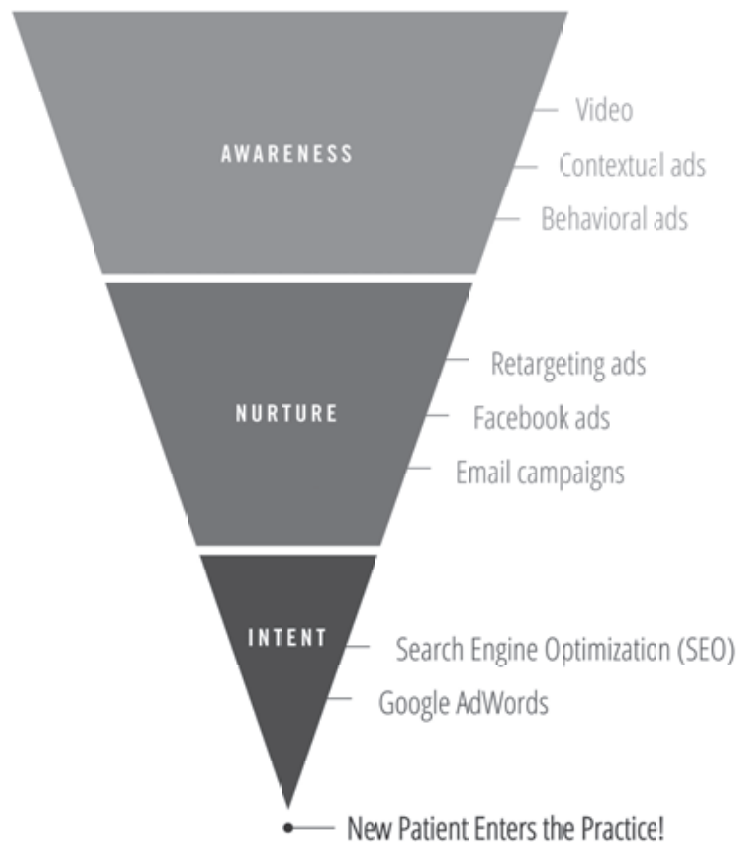 AWARENESS
Video
Contextual ads
Behavioral ads
NURTURE
Retargeting ads
Facebook ads
Email campaigns
INTENT
Search Engine Optimization (SEO)
Google AdWords
New Patient Enters the Practice!